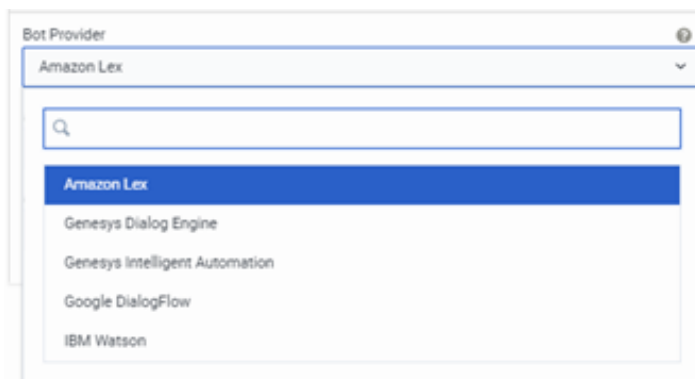 Bot Provider
Amazon Lex
Amazon Lex
Genesys Dialog Engine
Genesys Intelligent Automation
Google DialogFlow
IBM Watson